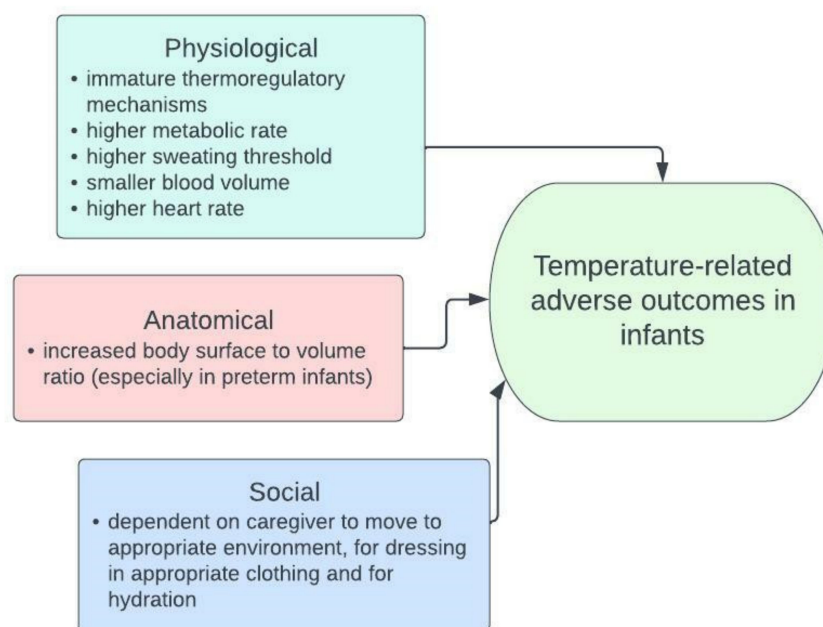 Physiological
• immature thermoregulatory
mechanisms
• higher metabolic rate
• higher sweating threshold
• smaller blood volume
• higher heart rate
Anatomical
• increased body surface to volume
ratio (especially in preterm infants)
Social
• dependent on caregiver to move to
appropriate environment, for dressing
in appropriate clothing and for
hydration
Temperature-related
adverse outcomes in
infants